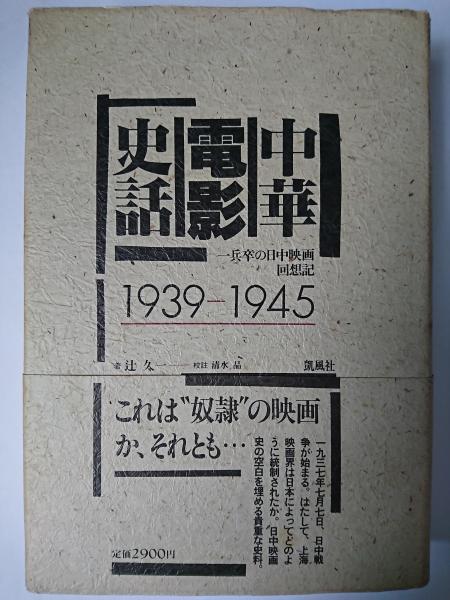 中華
電影
史話
一兵卒の日中映画
回想記
1939–1945
著 辻 久一 校註 清水 晶 凱風社
これは“奴隷”の映画
か、それとも…
一九三七年七月七日、日中戦
争が始まる。はたして、上海
映画界は日本によってどのよ
うに統制されたか。日中映画
史の空白を埋める貴重な史料。
定価2900円